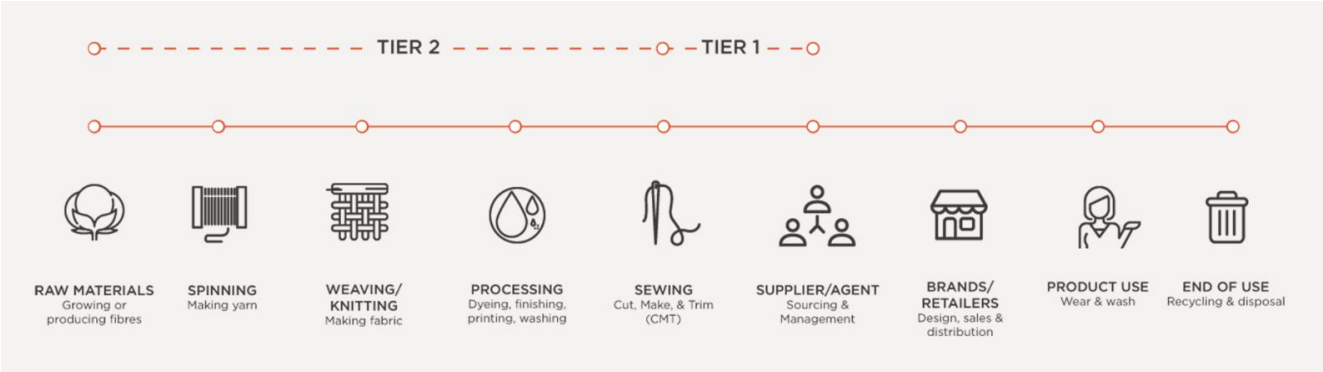 TIER 2
TIER 1
RAW MATERIALS
Growing or
producing fibres
SPINNING
Making yarn
WEAVING/
KNITTING
Making fabric
PROCESSING
Dyeing, finishing,
printing, washing
SEWING
Cut, Make, & Trim
(CMT)
SUPPLIER/AGENT
Sourcing &
Management
BRANDS/
RETAILERS
Design, sales &
distribution
PRODUCT USE
Wear & wash
END OF USE
Recycling & disposal